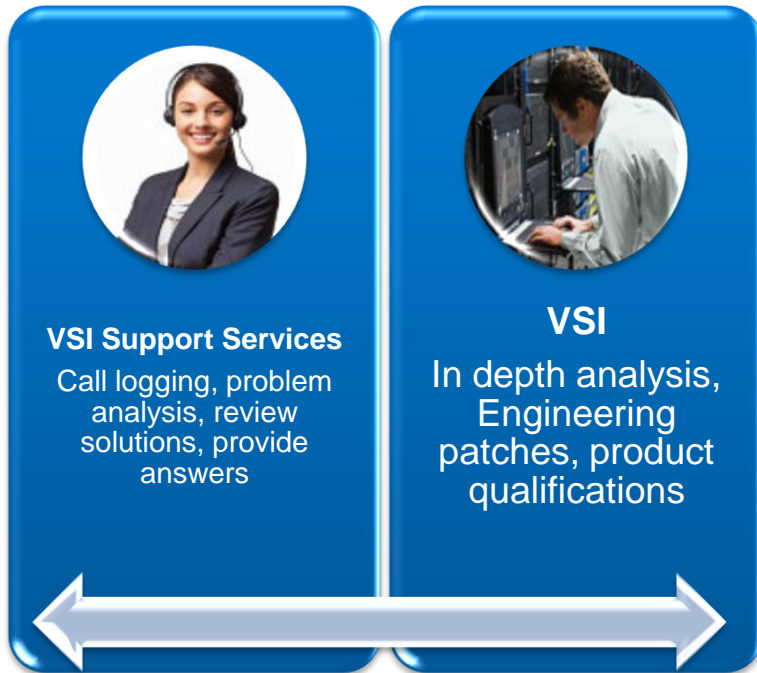 VSI Support Services
Call logging, problem
analysis, review
solutions, provide
answers
VSI
In depth analysis,
Engineering
patches, product
qualifications